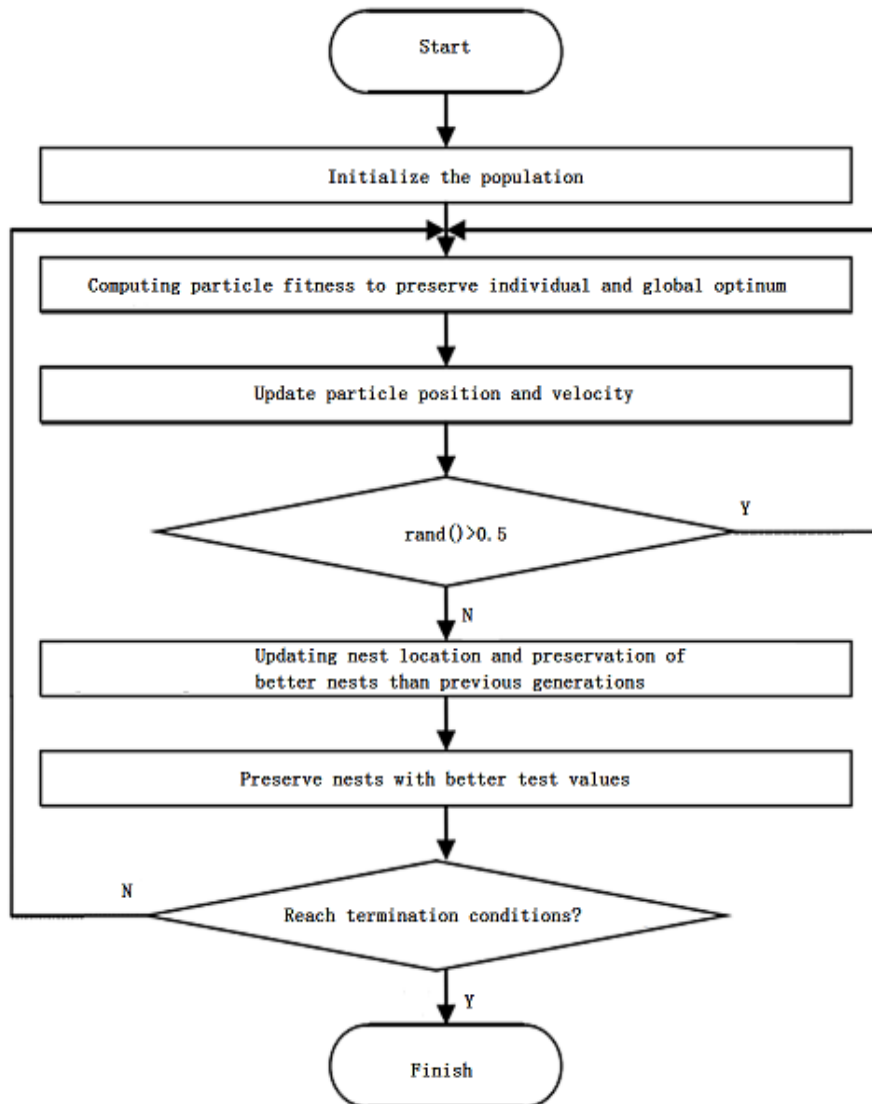 Start
Initialize the population
Computing particle fitness to preserve individual and global optinum
Update particle position and velocity
rand()>0.5
Y
N
Updating nest location and preservation of
better nests than previous generations
Preserve nests with better test values
N
Reach termination conditions?
Y
Finish